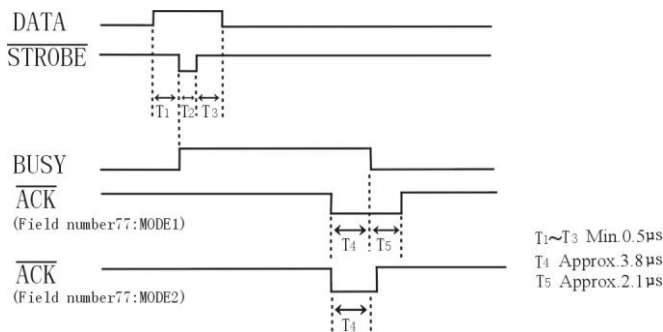 DATA
STROBE
T1 T2 T3
BUSY
ACK
(Field number77:MODE1)
T4 T5
T1~T3 Min.0.5µs
T4 Approx.3.8µs
T5 Approx.2.1µs
ACK
(Field number77:MODE2)
T4